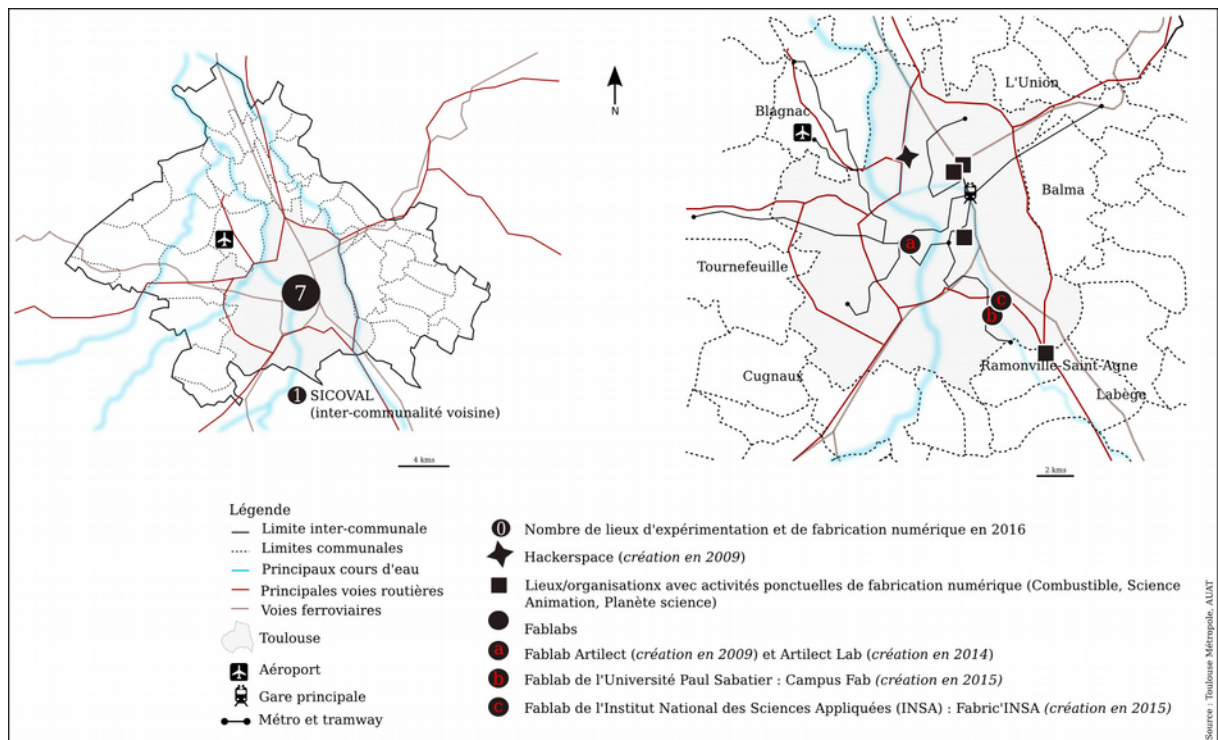 7
1 SICOVAL
(inter-communalité voisine)
4 kms
N
L'Union
Blagnac
Balma
a
Tournefeuille
c
b
Ramonville-Saint-Agne
Cugnaux
Labège
2 kms
Légende
Limite inter-communale
Limites communales
Principaux cours d'eau
Principales voies routières
Voies ferroviaires
Toulouse
Aéroport
Gare principale
Métro et tramway
0 Nombre de lieux d'expérimentation et de fabrication numérique en 2016
Hackerspace (création en 2009)
Lieux/organisationx avec activités ponctuelles de fabrication numérique (Combustible, Science
Animation, Planète science)
Fablabs
a Fablab Artilect (création en 2009) et Artilect Lab (création en 2014)
b Fablab de l'Université Paul Sabatier : Campus Fab (création en 2015)
c Fablab de l'Institut National des Sciences Appliquées (INSA) : Fabric'INSA (création en 2015)
Source : Toulouse Métropole, AUAT